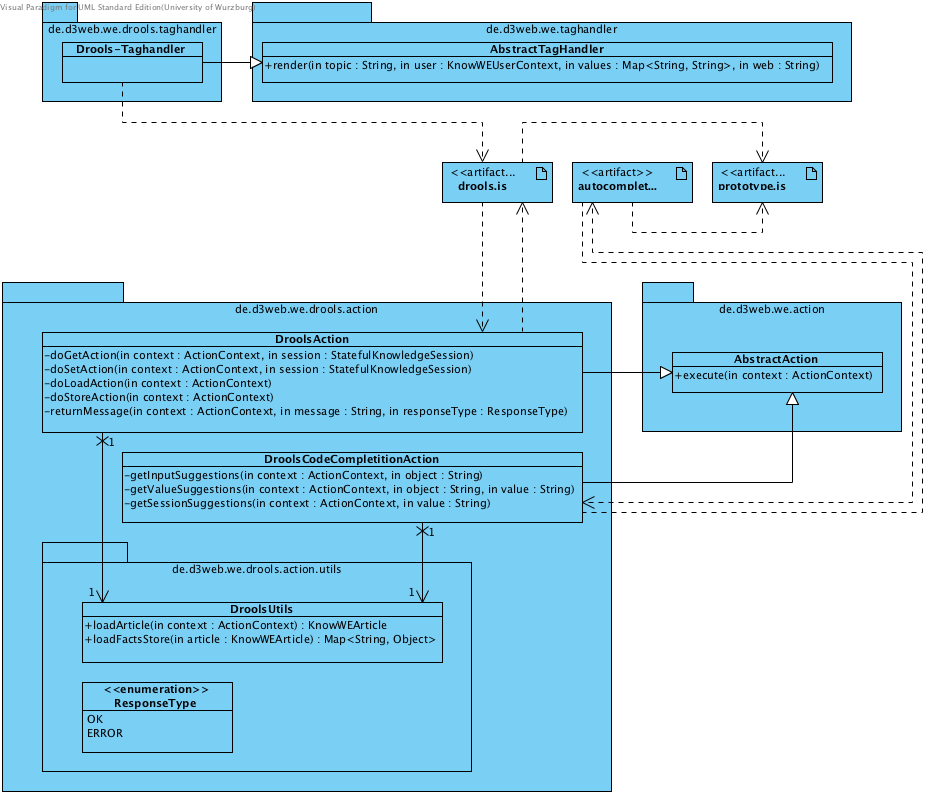 Visual Paradigm for UML Standard Edition(University of Wurzburg)
de.d3web.we.drools.taghandler
Drools-Taghandler
de.d3web.we.taghandler
AbstractTagHandler
+render(in topic : String, in user : KnowWEUserContext, in values : Map<String, String>, in web : String)
<<artifact...
drools.js
<<artifact>>
autocomplet...
<<artifact...
prototype.js
de.d3web.we.drools.action
DroolsAction
-doGetAction(in context : ActionContext, in session : StatefulKnowledgeSession)
-doSetAction(in context : ActionContext, in session : StatefulKnowledgeSession)
-doLoadAction(in context : ActionContext)
-doStoreAction(in context : ActionContext)
-returnMessage(in context : ActionContext, in message : String, in responseType : ResponseType)
de.d3web.we.action
AbstractAction
+execute(in context : ActionContext)
1
DroolsCodeCompletitionAction
-getInputSuggestions(in context : ActionContext, in object : String)
-getValueSuggestions(in context : ActionContext, in object : String, in value : String)
-getSessionSuggestions(in context : ActionContext, in value : String)
1
de.d3web.we.drools.action.utils
1
1
DroolsUtils
+loadArticle(in context : ActionContext) : KnowWEArticle
+loadFactsStore(in article : KnowWEArticle) : Map<String, Object>
<<enumeration>>
ResponseType
OK
ERROR